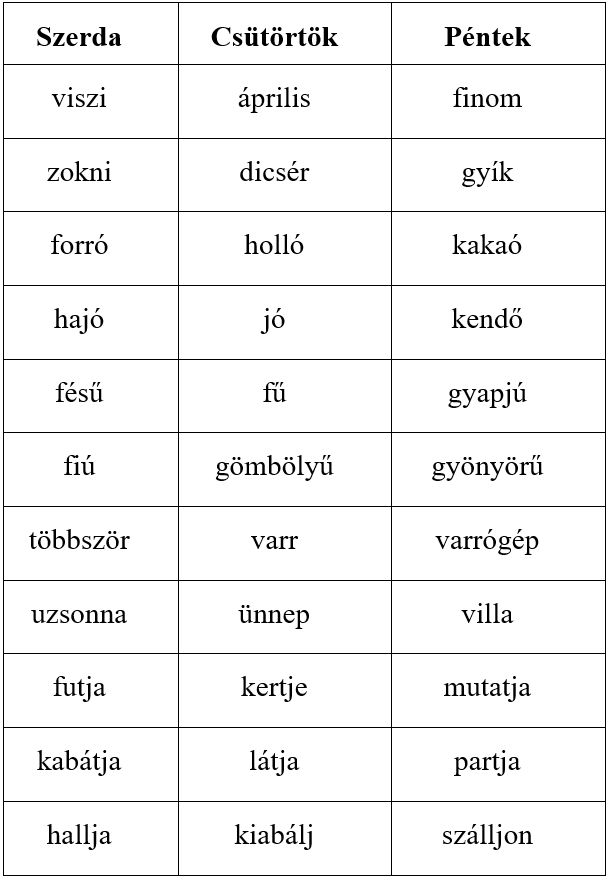 Szerda Csütörtök Péntek
viszi április finom
zokni dicsér gyík
forró holló kakaó
hajó jó kendő
fésű fű gyapjú
fiú gömbölyű gyönyörű
többször varr varrógép
uzsonna ünnep villa
futja kertje mutatja
kabátja látja partja
hallja kiabálj szálljon